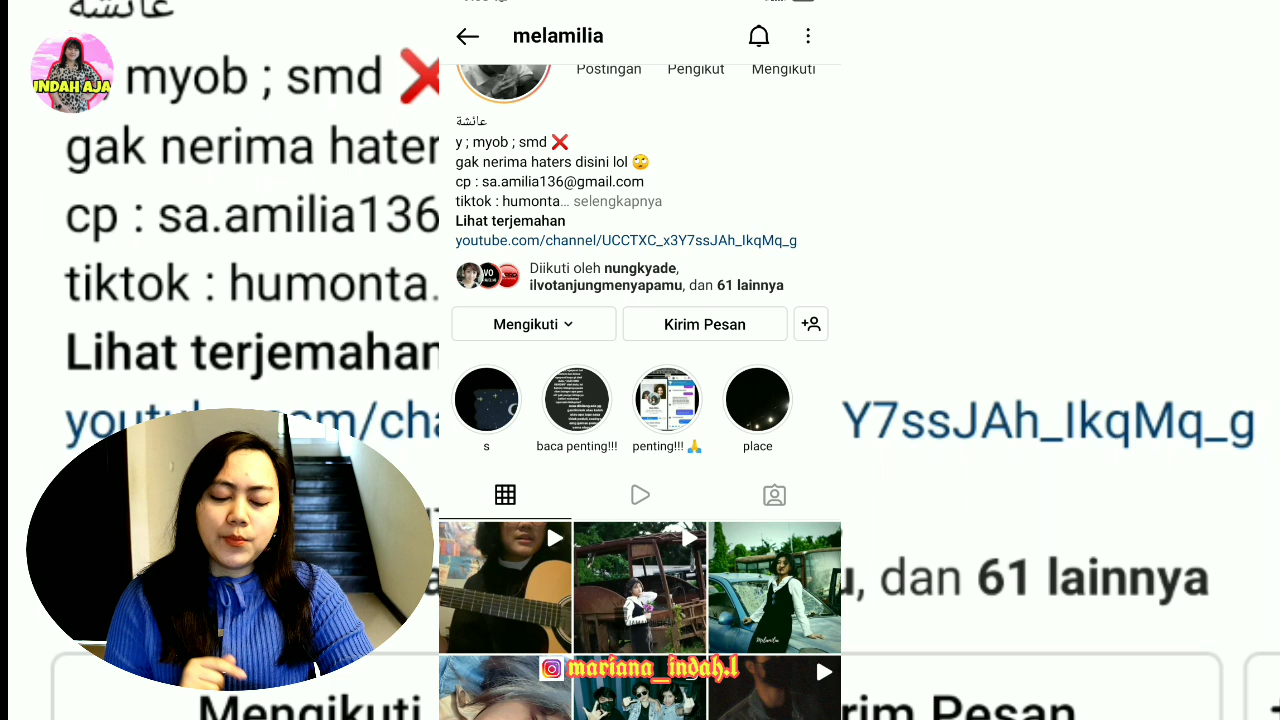 عائشة
INDAH AJA
myob ; smd ❌
gak nerima hater
cp : sa.amilia136
tiktok : humonta.
Lihat terjemahan
Y7ssJAh_IkqMq_g
, dan 61 lainnya
Mengikuti
irim Pesan
melamilia
Postingan Pengikut Mengikuti
عائشة
y ; myob ; smd ❌
gak nerima haters disini lol 🙄
cp : sa.amilia136@gmail.com
tiktok : humonta... selengkapnya
Lihat terjemahan
youtube.com/channel/UCCTXC_x3Y7ssJAh_IkqMq_g
Diikuti oleh nungkyade,
ilvotanjungmenyapamu, dan 61 lainnya
Mengikuti Kirim Pesan
s baca penting!!! penting!!! 🙏 place
mariana_indah.l